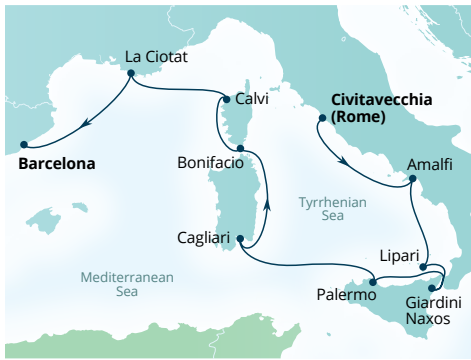 La Ciotat
Calvi
Civitavecchia
(Rome)
Barcelona
Bonifacio
Amalfi
Tyrrhenian
Sea
Cagliari
Lipari
Mediterranean
Sea
Palermo
Giardini
Naxos